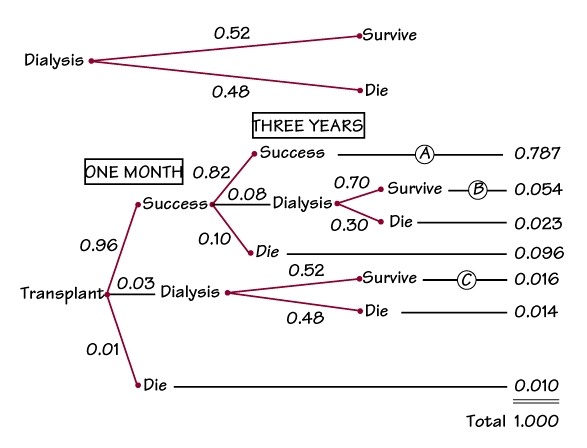 0.52 Survive
Dialysis
0.48 Die
THREE YEARS
Success A 0.787
ONE MONTH 0.82
0.70 Survive B 0.054
Success 0.08 Dialysis
0.30 Die 0.023
0.96 0.10
Die 0.096
0.52 Survive C 0.016
Transplant 0.03 Dialysis
0.48 Die 0.014
0.01
Die 0.010
Total 1.000